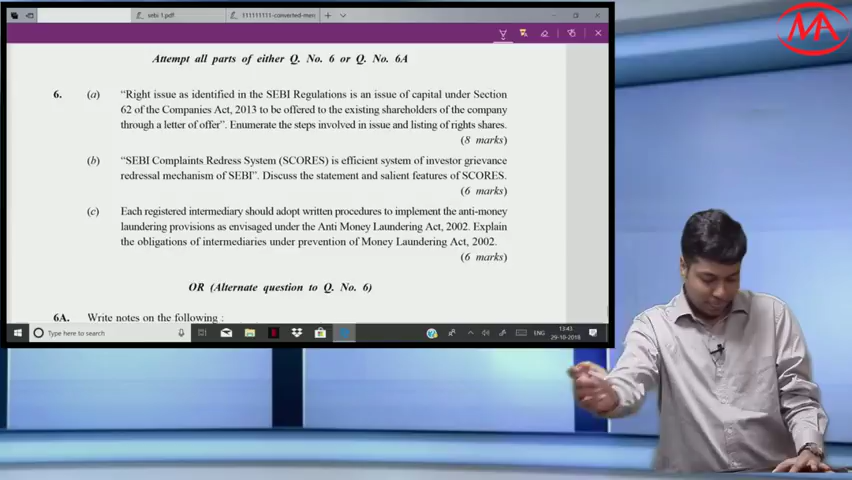 sebi 1.pdf
111111111-converted-mer
MA
Attempt all parts of either Q. No. 6 or Q. No. 6A
6. (a) “Right issue as identified in the SEBI Regulations is an issue of capital under Section
62 of the Companies Act, 2013 to be offered to the existing shareholders of the company
through a letter of offer”. Enumerate the steps involved in issue and listing of rights shares.
(8 marks)
(b) “SEBI Complaints Redress System (SCORES) is efficient system of investor grievance
redressal mechanism of SEBI”. Discuss the statement and salient features of SCORES.
(6 marks)
(c) Each registered intermediary should adopt written procedures to implement the anti-money
laundering provisions as envisaged under the Anti Money Laundering Act, 2002. Explain
the obligations of intermediaries under prevention of Money Laundering Act, 2002.
(6 marks)
OR (Alternate question to Q. No. 6)
6A. Write notes on the following :
Type here to search
ENG
13:43
29-10-2018